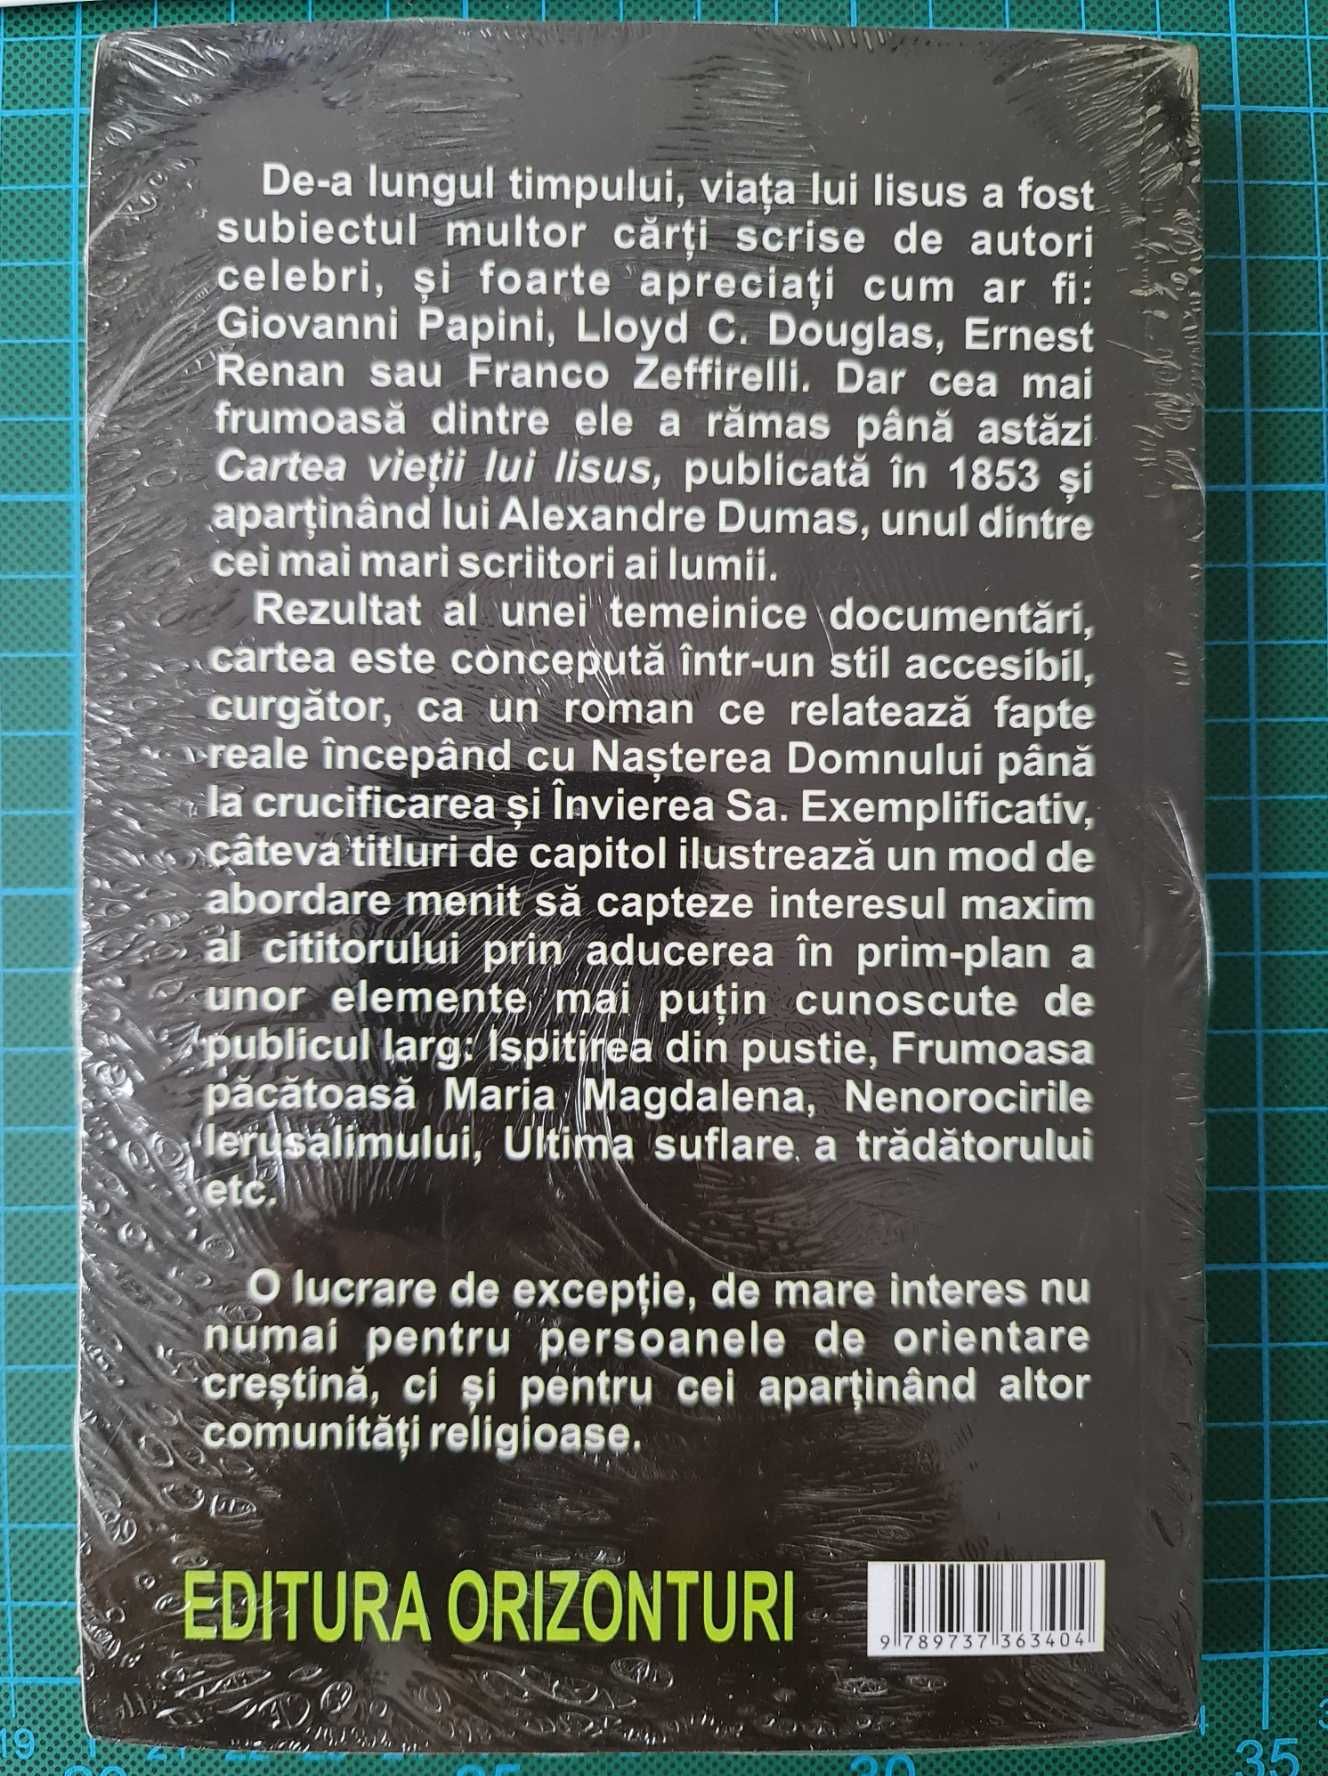 De-a lungul timpului, viața lui Iisus a fost
subiectul multor cărți scrise de autori
celebri, și foarte apreciați cum ar fi:
Giovanni Papini, Lloyd C. Douglas, Ernest
Renan sau Franco Zeffirelli. Dar cea mai
frumoasă dintre ele a rămas până astăzi
Cartea vieții lui Iisus, publicată în 1853 și
aparținând lui Alexandre Dumas, unul dintre
cei mai mari scriitori ai lumii.
Rezultat al unei temeinice documentări,
cartea este concepută într-un stil accesibil,
curgător, ca un roman ce relatează fapte
reale începând cu Nașterea Domnului până
la crucificarea și Învierea Sa. Exemplificativ,
câteva titluri de capitol ilustrează un mod de
abordare menit să capteze interesul maxim
al cititorului prin aducerea în prim-plan a
unor elemente mai puțin cunoscute de
publicul larg: Ispitirea din pustie, Frumoasa
păcătoasă Maria Magdalena, Nenorocirile
Ierusalimului, Ultima suflare a trădătorului
etc.
O lucrare de excepție, de mare interes nu
numai pentru persoanele de orientare
creștină, ci și pentru cei aparținând altor
comunități religioase.
EDITURA ORIZONTURI
9 789737 363404
19 21 22 30 35